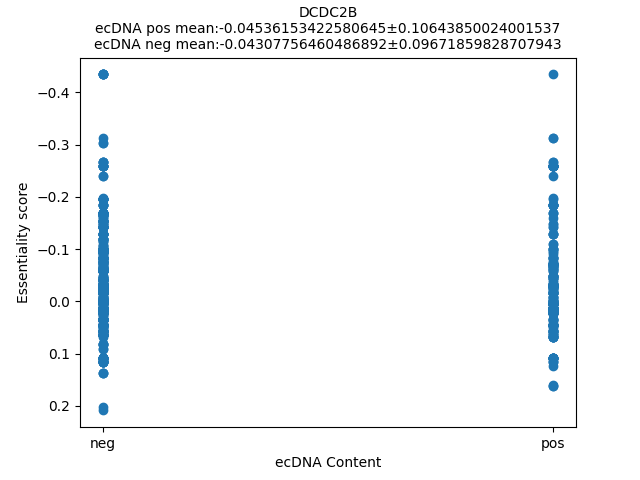 DCDC2B
ecDNA pos mean:-0.04536153422580645±0.10643850024001537
ecDNA neg mean:-0.04307756460486892±0.09671859828707943
−0.4
−0.3
−0.2
−0.1
0.0
0.1
0.2
Essentiality score
neg
pos
ecDNA Content